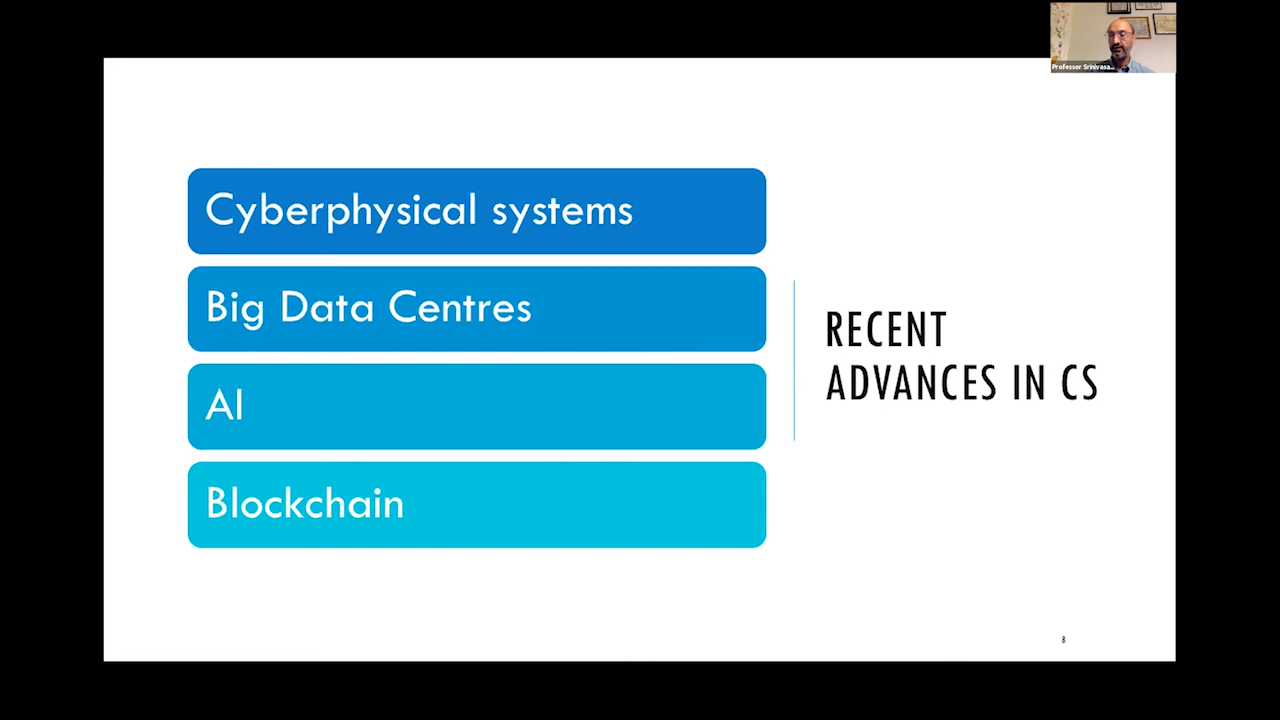 Professor Srinivasa...
Cyberphysical systems
Big Data Centres
AI
Blockchain
RECENT
ADVANCES IN CS
8